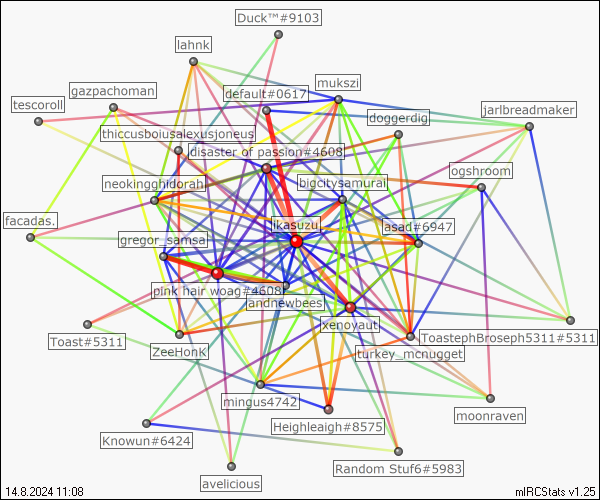 Duck™#9103
lahnk
mukszi
gazpachoman
default#0617
tescoroll
doggerdig
jarlbreadmaker
thiccusboiusalexusjoneus
disaster of passion#4608
ogshroom
neokingghidorah
bigcitysamurai
facadas.
ikasuzu
asad#6947
gregor_samsa
pink hair woag#4608
andnewbees
xenoyaut
Toast#5311
ZeeHonk
turkey_mcnugget
ToastephBroseph5311#5311
mingus4742
moonraven
Heighleaigh#8575
Knowun#6424
Random Stuf6#5983
avelicious
14.8.2024 11:08
mIRCStats v1.25